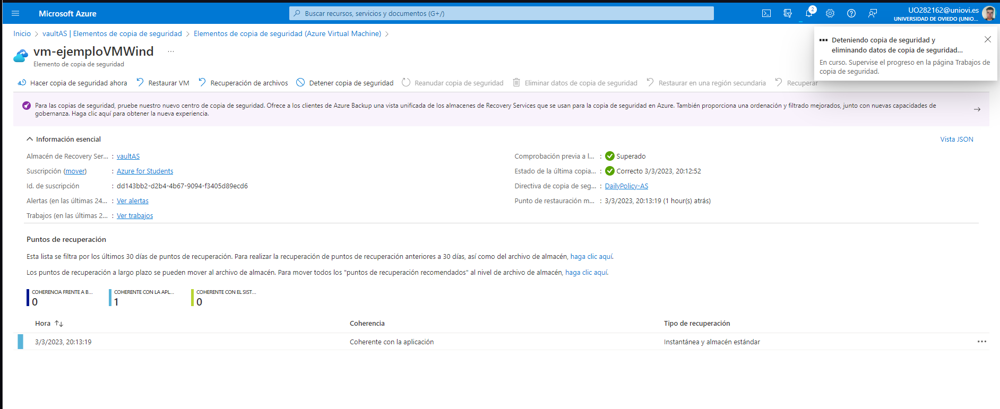 Microsoft Azure
Buscar recursos, servicios y documentos (G+/)
2
UO282162@uniovi.es
UNIVERSIDAD DE OVIEDO (UNIO...
Inicio > vaultAS | Elementos de copia de seguridad > Elementos de copia de seguridad (Azure Virtual Machine) >
vm-ejemploVMWind ...
Elemento de copia de seguridad
Deteniendo copia de seguridad y
eliminando datos de copia de seguridad...
En curso. Supervise el progreso en la página Trabajos de
copia de seguridad.
Hacer copia de seguridad ahora Restaurar VM Recuperación de archivos Detener copia de seguridad Reanudar copia de seguridad Eliminar datos de copia de seguridad Restaurar en una región secundaria Recuperar
Para las copias de seguridad, pruebe nuestro nuevo centro de copia de seguridad. Ofrece a los clientes de Azure Backup una vista unificada de los almacenes de Recovery Services que se usan para la copia de seguridad en Azure. También proporciona una ordenación y filtrado mejorados, junto con nuevas capacidades de
gobernanza. Haga clic aquí para obtener la nueva experiencia.
Información esencial
Vista JSON
Almacén de Recovery Ser... : vaultAS
Suscripción (mover) : Azure for Students
Id. de suscripción : dd143bb2-d2b4-4b67-9094-f3405d89ecd6
Alertas (en las últimas 24... : Ver alertas
Trabajos (en las últimas 2... : Ver trabajos
Comprobación previa a l... : Superado
Estado de la última copia... : Correcto 3/3/2023, 20:12:52
Directiva de copia de seg... : DailyPolicy-AS
Punto de restauración m... : 3/3/2023, 20:13:19 (1 hour(s) atrás)
Puntos de recuperación
Esta lista se filtra por los últimos 30 días de puntos de recuperación. Para realizar la recuperación de puntos de recuperación anteriores a 30 días, así como del archivo de almacén, haga clic aquí.
Los puntos de recuperación a largo plazo se pueden mover al archivo de almacén. Para mover todos los "puntos de recuperación recomendados" al nivel de archivo de almacén, haga clic aquí.
COHERENCIA FRENTE A B...
0
COHERENTE CON LA APL...
1
COHERENTE CON EL SIST...
0
Hora Coherencia Tipo de recuperación
3/3/2023, 20:13:19 Coherente con la aplicación Instantánea y almacén estándar